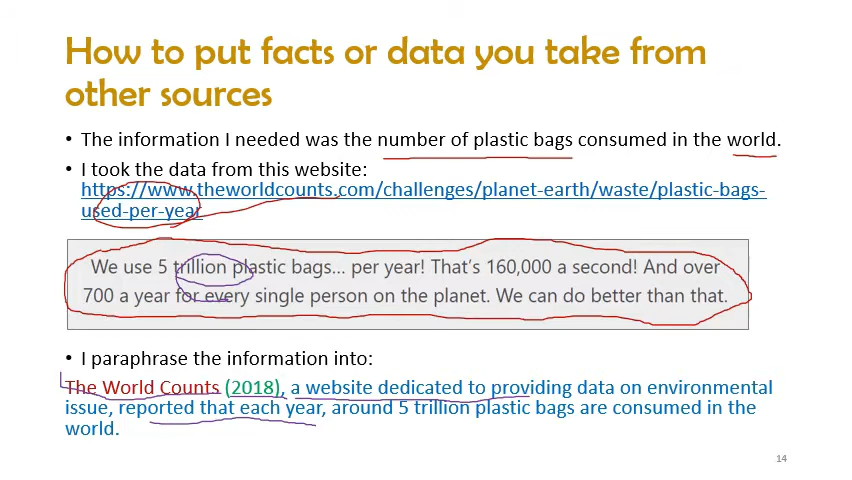 How to put facts or data you take from
other sources
• The information I needed was the number of plastic bags consumed in the world.
• I took the data from this website:
https://www.theworldcounts.com/challenges/planet-earth/waste/plastic-bags-
used-per-year
We use 5 trillion plastic bags... per year! That's 160,000 a second! And over
700 a year for every single person on the planet. We can do better than that.
• I paraphrase the information into:
The World Counts (2018), a website dedicated to providing data on environmental
issue, reported that each year, around 5 trillion plastic bags are consumed in the
world.
14